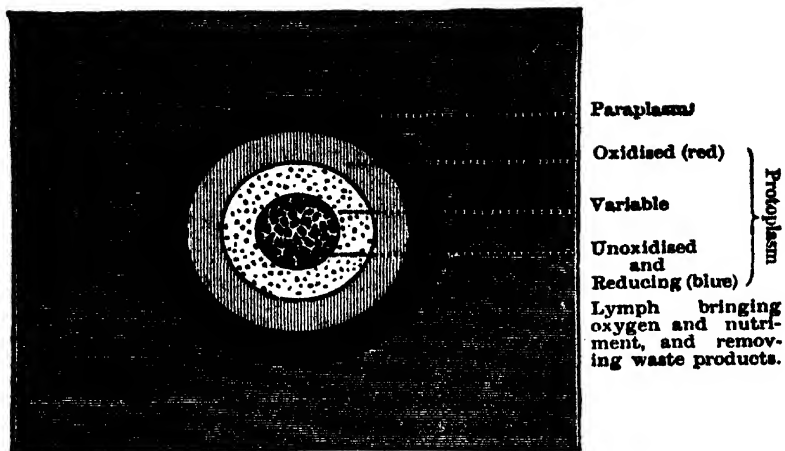 Paraplasm
Oxidised (red)
Variable
Unoxidised
and
Reducing (blue)
Protoplasm
Lymph bringing
oxygen and nutri-
ment, and remov-
ing waste products.